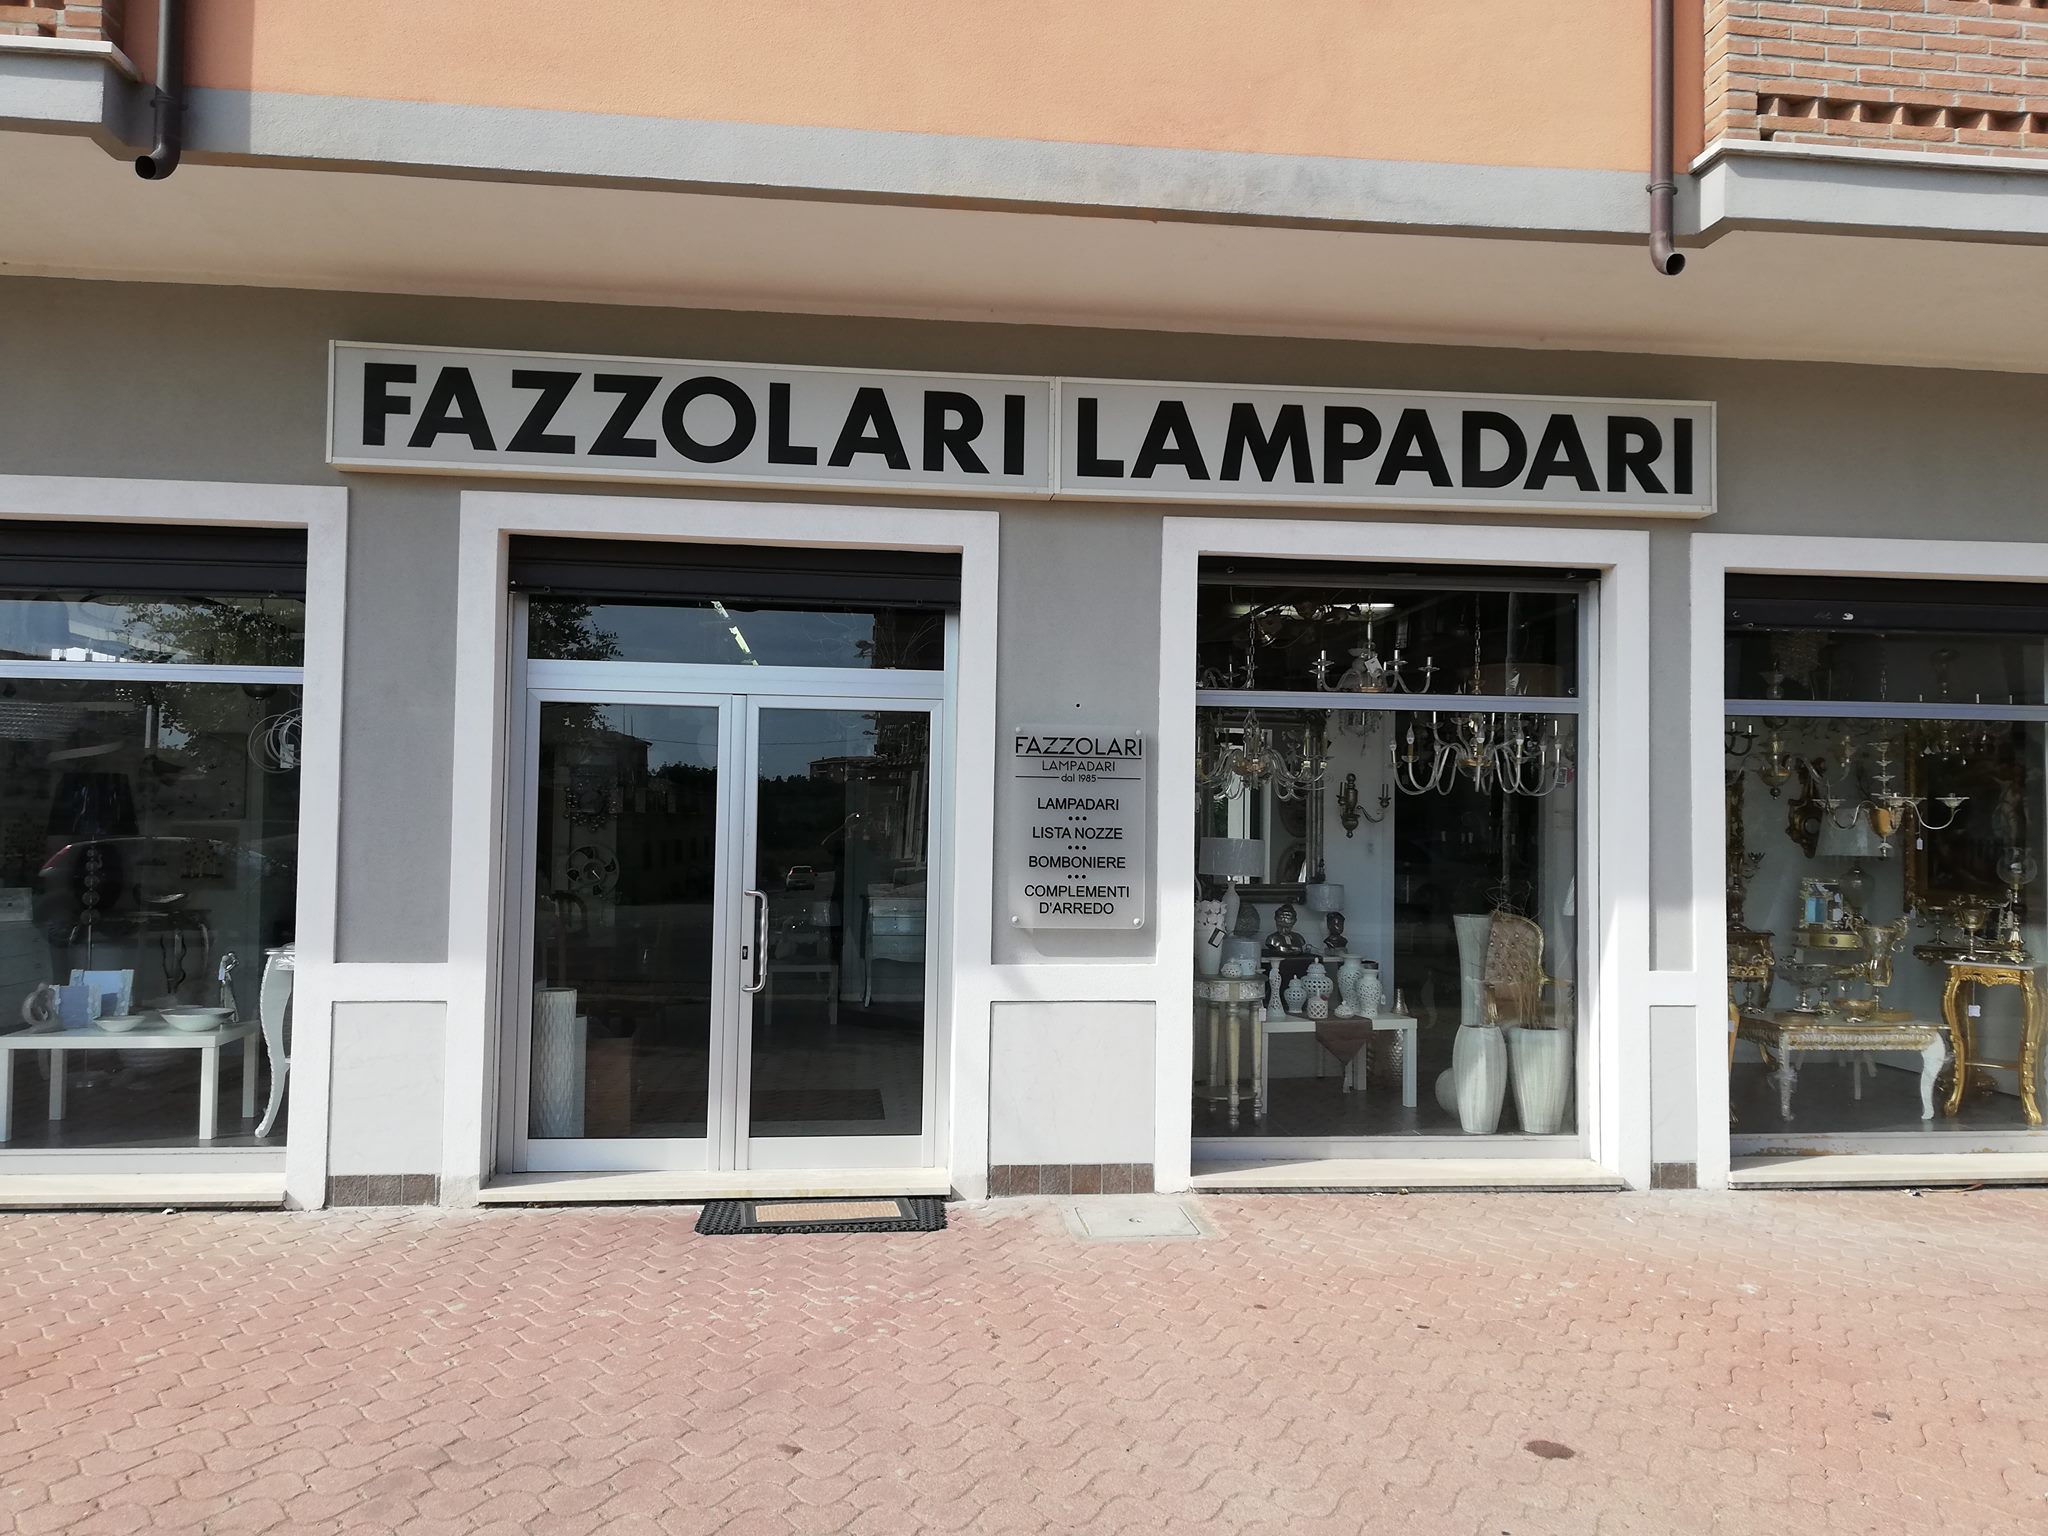 FAZZOLARI LAMPADARI
FAZZOLARI
LAMPADARI
dal 1985
LAMPADARI
LISTA NOZZE
BOMBONIERE
COMPLEMENTI
D'ARREDO